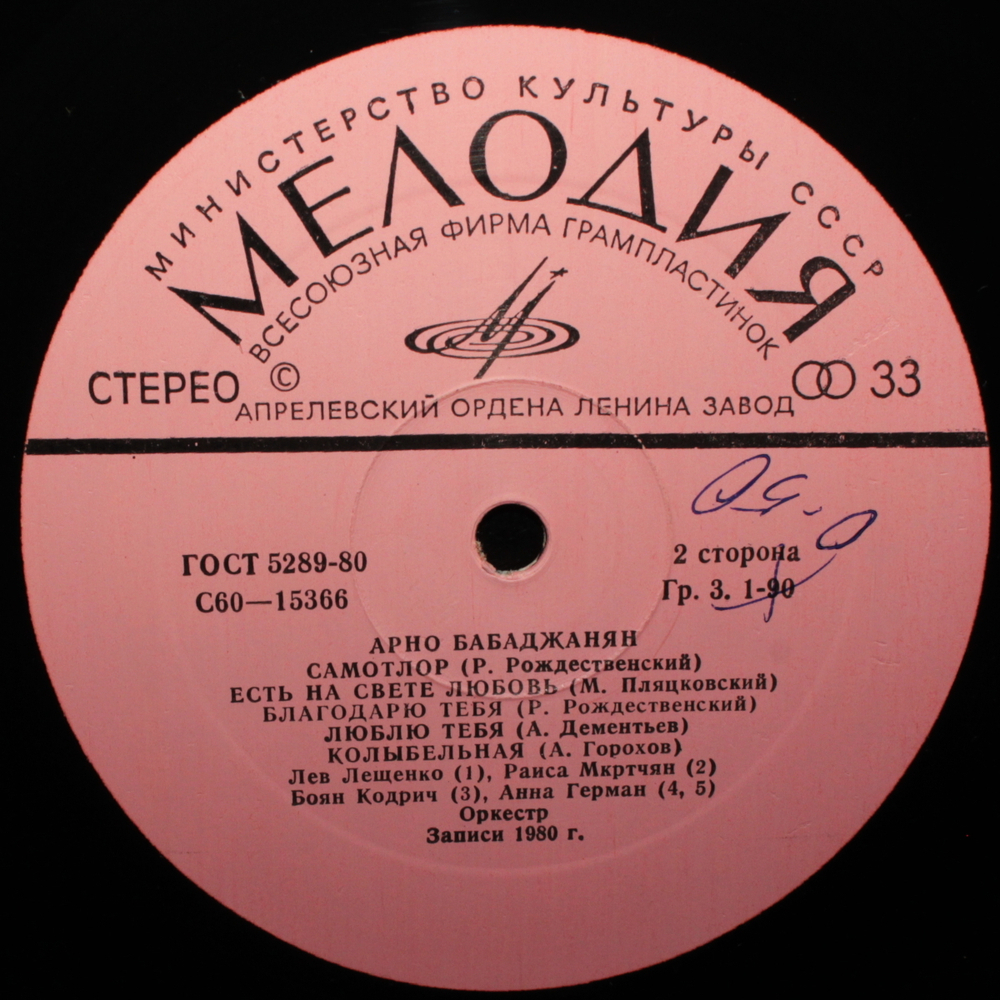 МИНИСТЕРСТВО КУЛЬТУРЫ СССР
МЕЛОДИЯ
ВСЕСОЮЗНАЯ ФИРМА ГРАМПЛАСТИНОК
СТЕРЕО © 33
АПРЕЛЕВСКИЙ ОРДЕНА ЛЕНИНА ЗАВОД
ГОСТ 5289-80 2 сторона
С60—15366 Гр. 3. 1-90
АРНО БАБАДЖАНЯН
САМОТЛОР (Р. Рождественский)
ЕСТЬ НА СВЕТЕ ЛЮБОВЬ (М. Пляцковский)
БЛАГОДАРЮ ТЕБЯ (Р. Рождественский)
ЛЮБЛЮ ТЕБЯ (А. Дементьев)
КОЛЫБЕЛЬНАЯ (А. Горохов)
Лев Лещенко (1), Раиса Мкртчян (2)
Боян Кодрич (3), Анна Герман (4, 5)
Оркестр
Записи 1980 г.